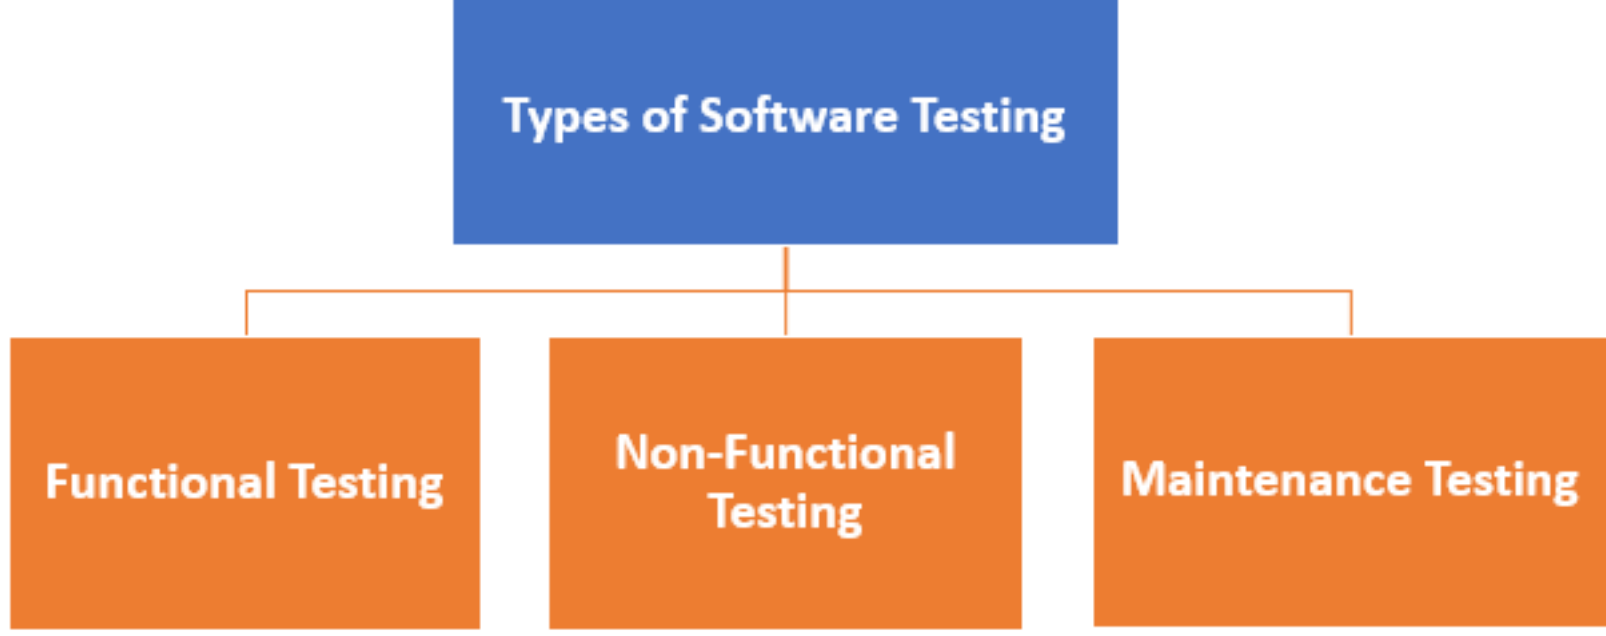 Types of Software Testing
Functional Testing
Non-Functional
Testing
Maintenance Testing